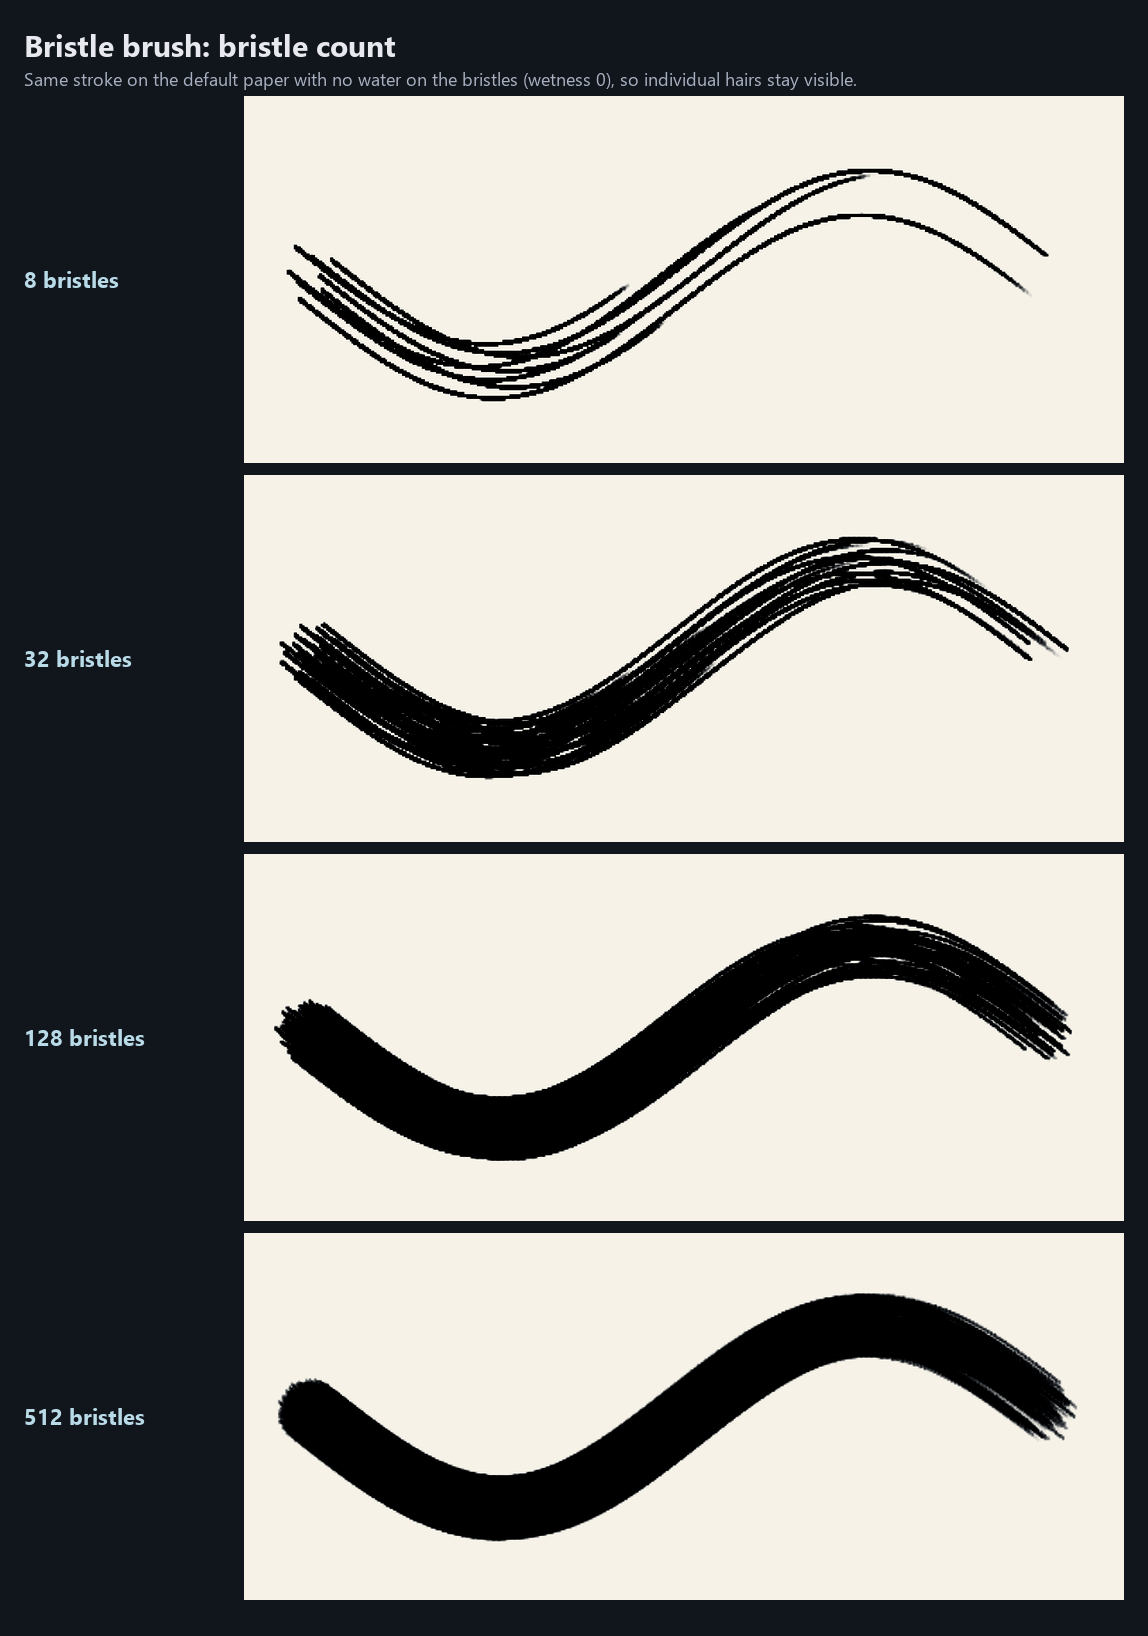 Bristle brush: bristle count
Same stroke on the default paper with no water on the bristles (wetness 0), so individual hairs stay visible.
8 bristles
32 bristles
128 bristles
512 bristles